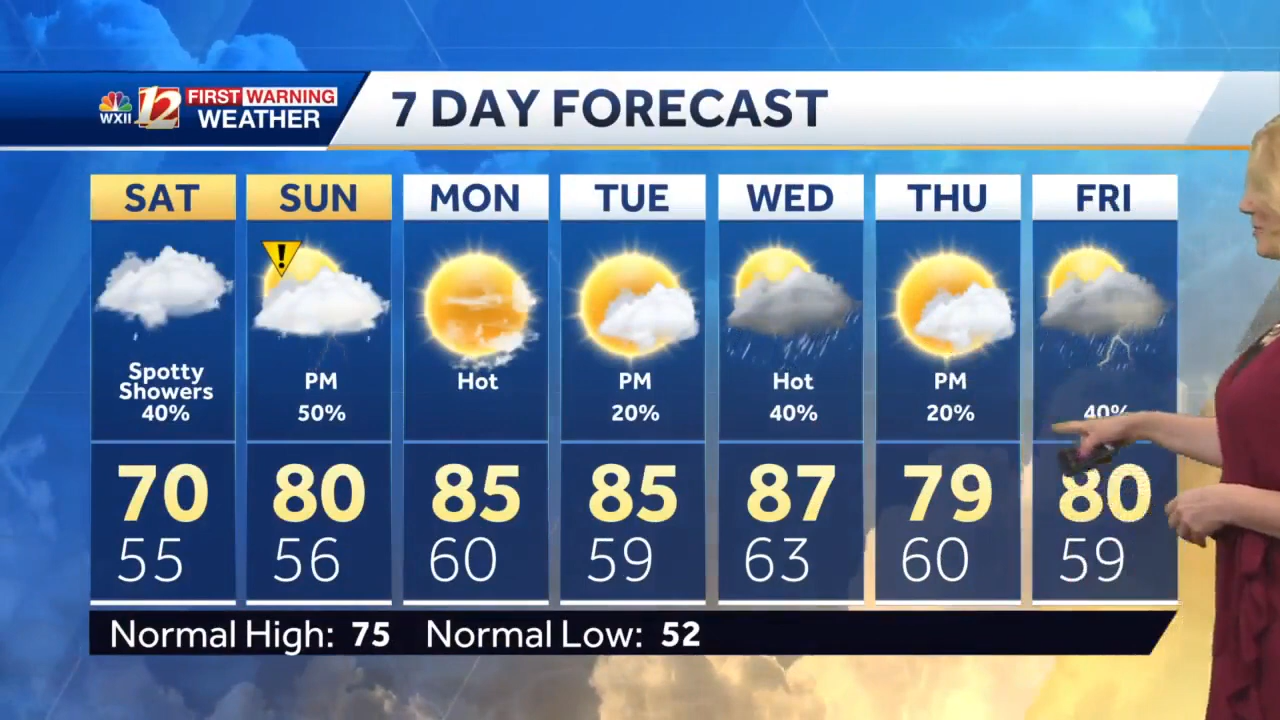 WXII 12 FIRST WARNING
WEATHER
7 DAY FORECAST
SAT
SUN
MON
TUE
WED
THU
FRI
!
Spotty
Showers
40%
PM
50%
Hot
PM
20%
Hot
40%
PM
20%
40%
70
80
85
85
87
79
80
55
56
60
59
63
60
59
Normal High: 75 Normal Low: 52